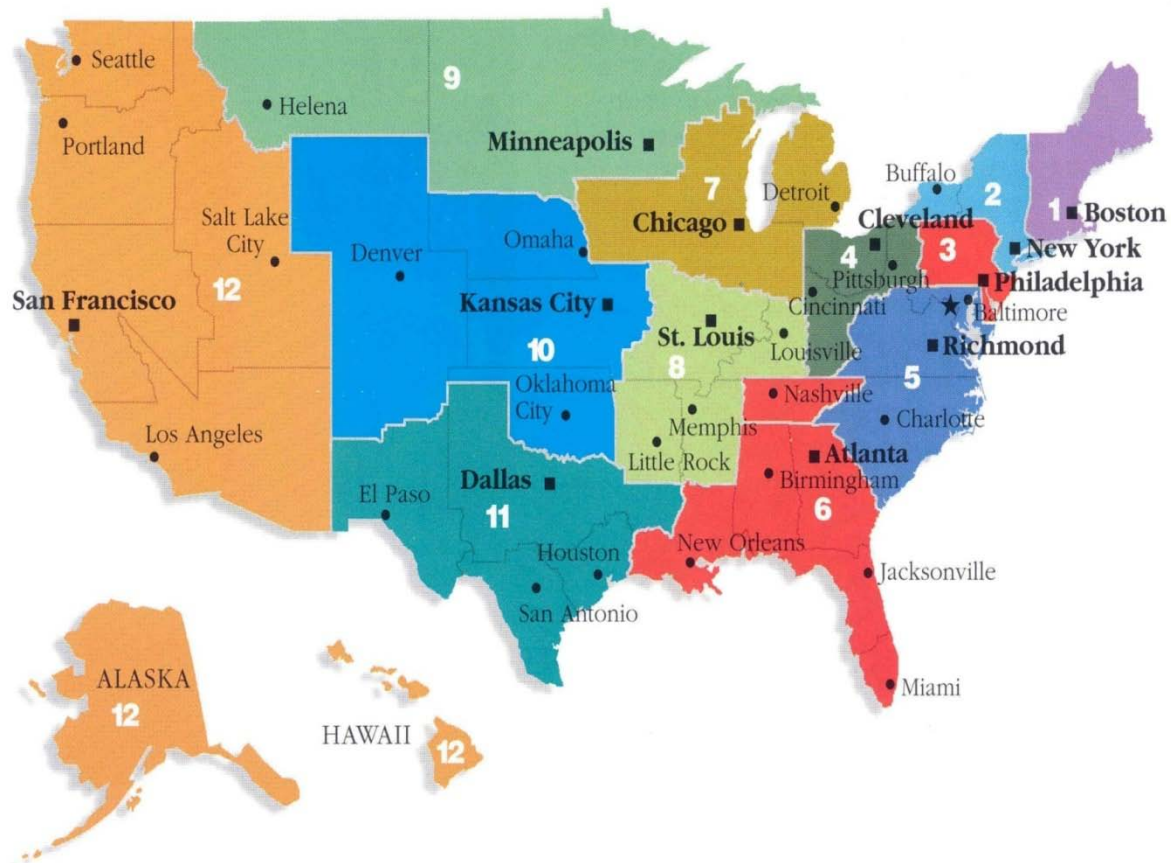 Seattle
9
Helena
Portland
Minneapolis
Buffalo
2
7
Detroit
Cleveland
1
Boston
Salt Lake
City
Chicago
Omaha
Denver
4
3
New York
Pittsburgh
Philadelphia
12
San Francisco
Kansas City
Cincinnati
Baltimore
St. Louis
Louisville
Richmond
10
8
5
Oklahoma
City
Nashville
Memphis
Charlotte
Los Angeles
Little Rock
Atlanta
Birmingham
Dallas
El Paso
11
6
Houston
New Orleans
Jacksonville
San Antonio
ALASKA
12
HAWAII
12
Miami